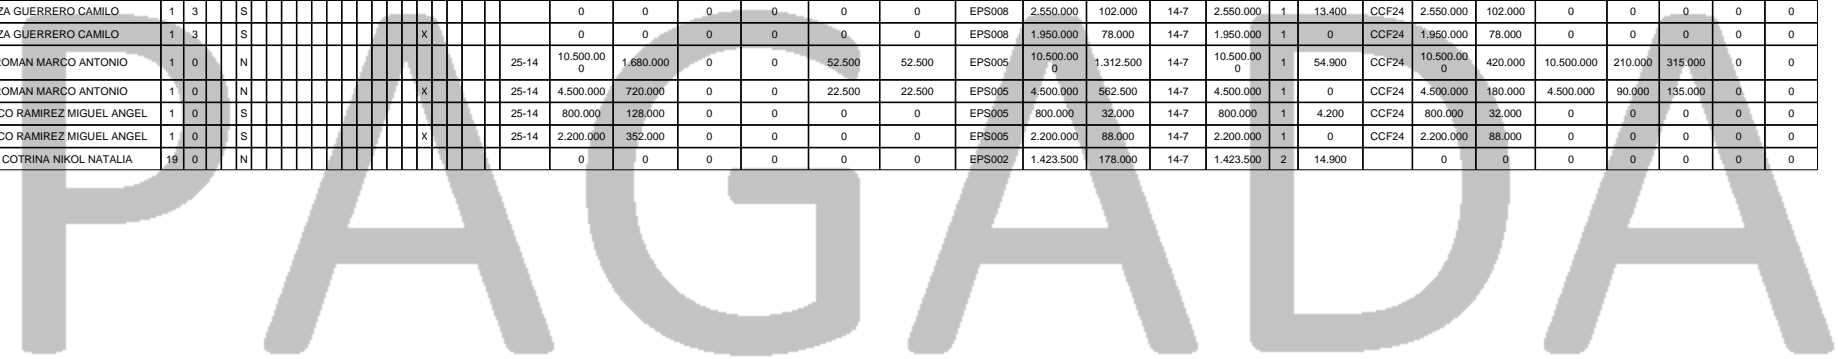 ZA GUERRERO CAMILO 1 3 S 0 0 0 0 0 0 EPS008 2.550.000 102.000 14-7 2.550.000 1 13.400 CCF24 2.550.000 102.000 0 0 0 0 0
ZA GUERRERO CAMILO 1 3 S X 0 0 0 0 0 0 EPS008 1.950.000 78.000 14-7 1.950.000 1 0 CCF24 1.950.000 78.000 0 0 0 0 0
ROMAN MARCO ANTONIO 1 0 N 25-14 10.500.000 1.680.000 0 0 52.500 52.500 EPS005 10.500.000 1.312.500 14-7 10.500.000 1 54.900 CCF24 10.500.000 420.000 10.500.000 210.000 315.000 0 0
ROMAN MARCO ANTONIO 1 0 N X 25-14 4.500.000 720.000 0 0 22.500 22.500 EPS005 4.500.000 562.500 14-7 4.500.000 1 0 CCF24 4.500.000 180.000 4.500.000 90.000 135.000 0 0
CO RAMIREZ MIGUEL ANGEL 1 0 S 25-14 800.000 128.000 0 0 0 0 EPS005 800.000 32.000 14-7 800.000 1 4.200 CCF24 800.000 32.000 0 0 0 0 0
CO RAMIREZ MIGUEL ANGEL 1 0 S X 25-14 2.200.000 352.000 0 0 0 0 EPS005 2.200.000 88.000 14-7 2.200.000 1 0 CCF24 2.200.000 88.000 0 0 0 0 0
COTRINA NIKOL NATALIA 19 0 N 0 0 0 0 0 0 EPS002 1.423.500 178.000 14-7 1.423.500 2 14.900 0 0 0 0 0 0 0
PAGADA